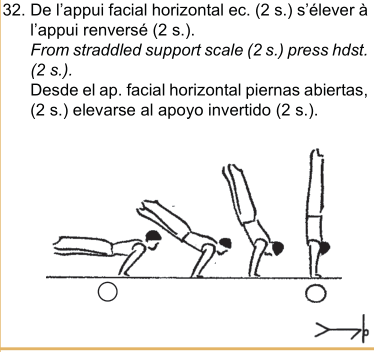 32. De l'appui facial horizontal ec. (2 s.) s'élever à
l'appui renversé (2 s.).
From straddled support scale (2 s.) press hdst.
(2 s.).
Desde el ap. facial horizontal piernas abiertas,
(2 s.) elevarse al apoyo invertido (2 s.).